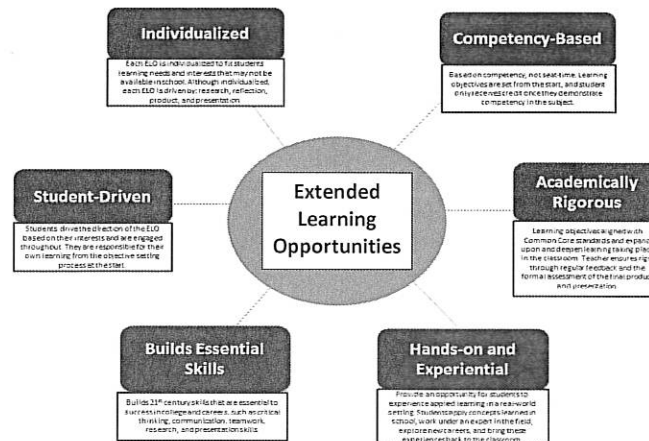 Individualized
Each ELO is individualized to fit students
learning needs and interests that may not be
available in school. Although individualized,
each ELO is driven by: research, reflection,
product, and presentation
Competency-Based
Based on competency, not seat-time. Learning
objectives are set from the start, and student
only receives credit once they demonstrate
competency in the subject.
Student-Driven
Students drive the direction of the ELO
based on their interests and are engaged
throughout. They are responsible for their
own learning from the objective setting
process at the start
Extended
Learning
Opportunities
Academically
Rigorous
Learning objectives aligned with
Common Core standards and expand
upon and deepen learning taking place
in the classroom. Teacher ensures rigor
through regular feedback and the
formal assessment of the final product
and presentation.
Builds Essential
Skills
Builds 21st century skills that are essential to
success in college and careers, such as critical
thinking, communication, teamwork,
research, and presentation skills
Hands-on and
Experiential
Provide an opportunity for students to
experience applied learning in a real-world
setting. Students apply concepts learned in
school, work under an expert in the field,
explore new careers, and bring these
experiences back to the classroom